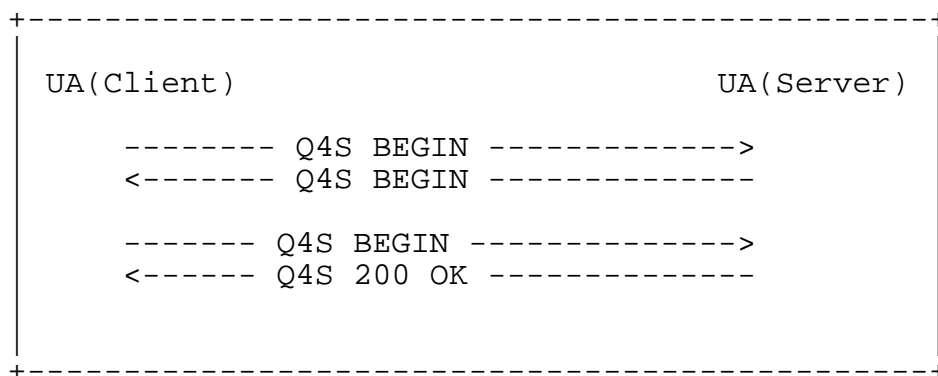 +-----------------------------------------------+
UA(Client) UA(Server)
-------- Q4S BEGIN ------------->
<------- Q4S BEGIN --------------
------- Q4S BEGIN -------------->
<------ Q4S 200 OK --------------
+-----------------------------------------------+